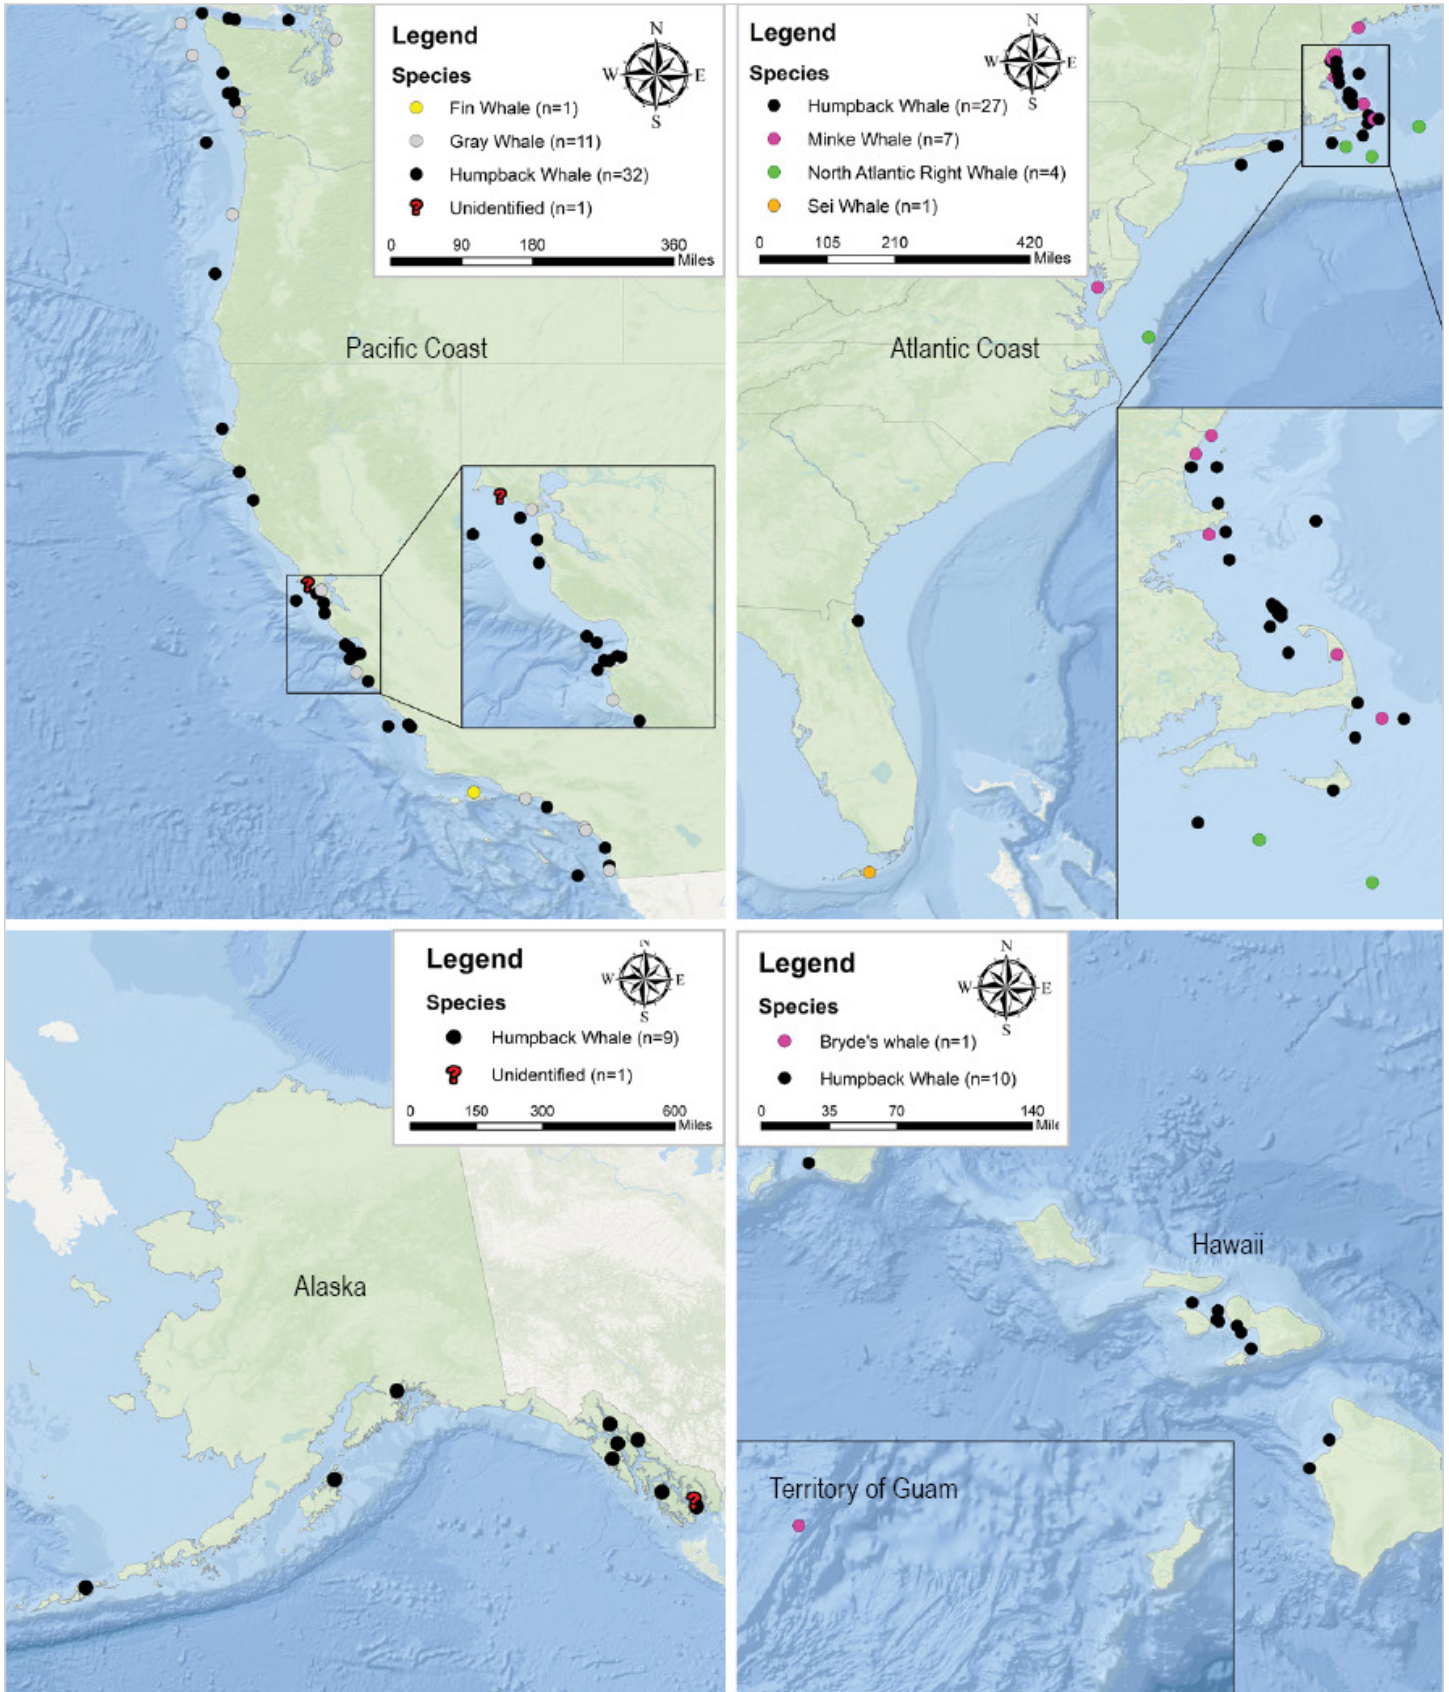 Legend
N
W
E
S
Species
Fin Whale (n=1)
Gray Whale (n=11)
Humpback Whale (n=32)
? Unidentified (n=1)
0 90 180 360
Miles
Pacific Coast
?
?
Legend
N
W
E
S
Species
Humpback Whale (n=27)
Minke Whale (n=7)
North Atlantic Right Whale (n=4)
Sei Whale (n=1)
0 105 210 420
Miles
Atlantic Coast
Legend
N
W
E
S
Species
Humpback Whale (n=9)
? Unidentified (n=1)
0 150 300 600
Miles
Alaska
?
Legend
N
W
E
S
Species
Bryde's whale (n=1)
Humpback Whale (n=10)
0 35 70 140
Mile
Hawaii
Territory of Guam